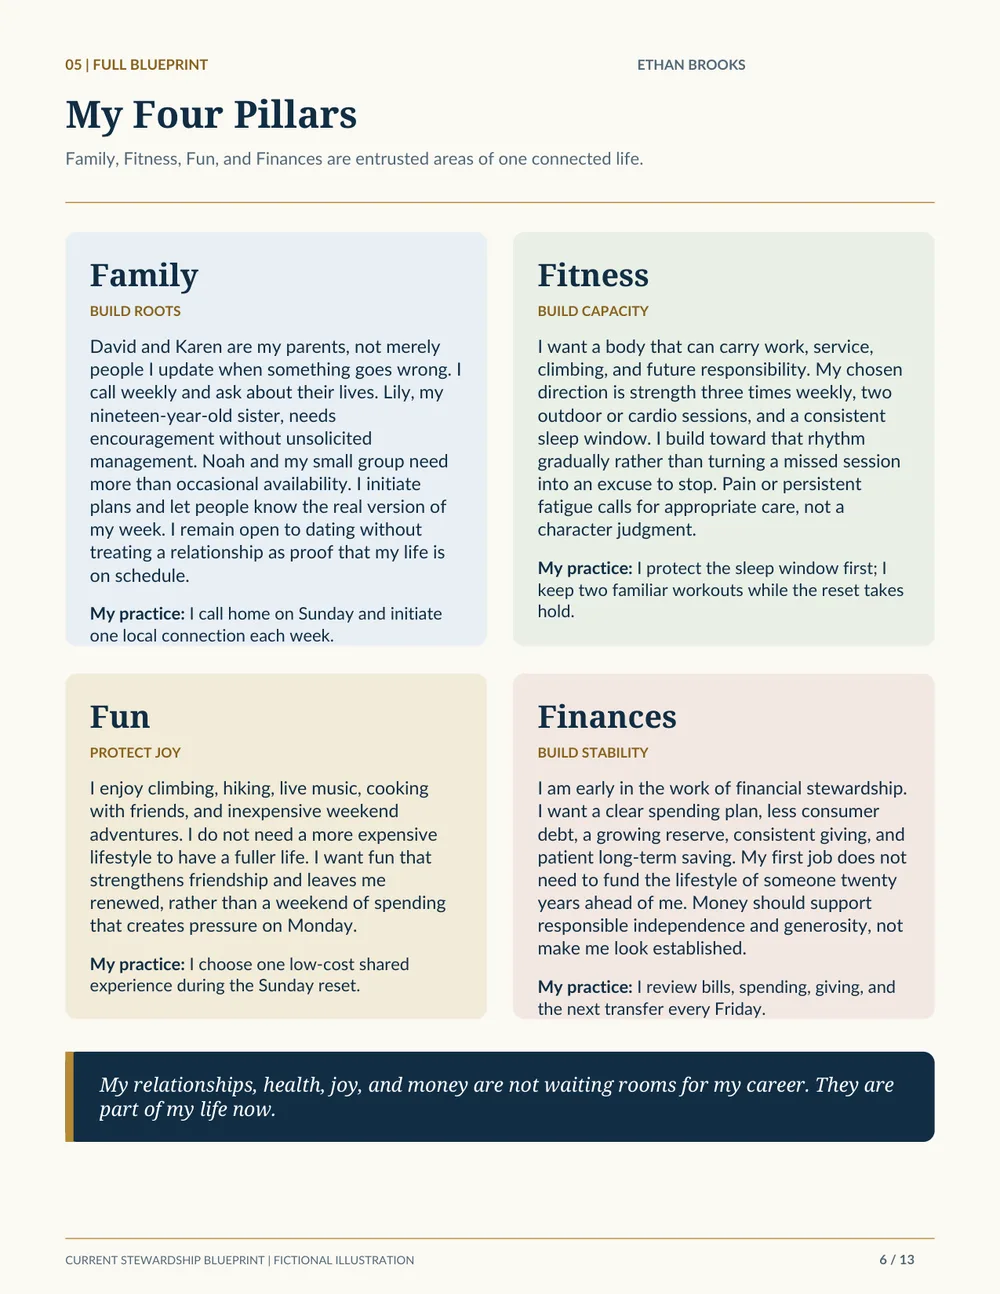 05 | FULL BLUEPRINT
ETHAN BROOKS
My Four Pillars
Family, Fitness, Fun, and Finances are entrusted areas of one connected life.
Family
BUILD ROOTS
David and Karen are my parents, not merely
people I update when something goes wrong. I
call weekly and ask about their lives. Lily, my
nineteen-year-old sister, needs
encouragement without unsolicited
management. Noah and my small group need
more than occasional availability. I initiate
plans and let people know the real version of
my week. I remain open to dating without
treating a relationship as proof that my life is
on schedule.
My practice: I call home on Sunday and initiate
one local connection each week.
Fitness
BUILD CAPACITY
I want a body that can carry work, service,
climbing, and future responsibility. My chosen
direction is strength three times weekly, two
outdoor or cardio sessions, and a consistent
sleep window. I build toward that rhythm
gradually rather than turning a missed session
into an excuse to stop. Pain or persistent
fatigue calls for appropriate care, not a
character judgment.
My practice: I protect the sleep window first; I
keep two familiar workouts while the reset takes
hold.
Fun
PROTECT JOY
I enjoy climbing, hiking, live music, cooking
with friends, and inexpensive weekend
adventures. I do not need a more expensive
lifestyle to have a fuller life. I want fun that
strengthens friendship and leaves me
renewed, rather than a weekend of spending
that creates pressure on Monday.
My practice: I choose one low-cost shared
experience during the Sunday reset.
Finances
BUILD STABILITY
I am early in the work of financial stewardship.
I want a clear spending plan, less consumer
debt, a growing reserve, consistent giving, and
patient long-term saving. My first job does not
need to fund the lifestyle of someone twenty
years ahead of me. Money should support
responsible independence and generosity, not
make me look established.
My practice: I review bills, spending, giving, and
the next transfer every Friday.
My relationships, health, joy, and money are not waiting rooms for my career. They are
part of my life now.
CURRENT STEWARDSHIP BLUEPRINT | FICTIONAL ILLUSTRATION
6 / 13